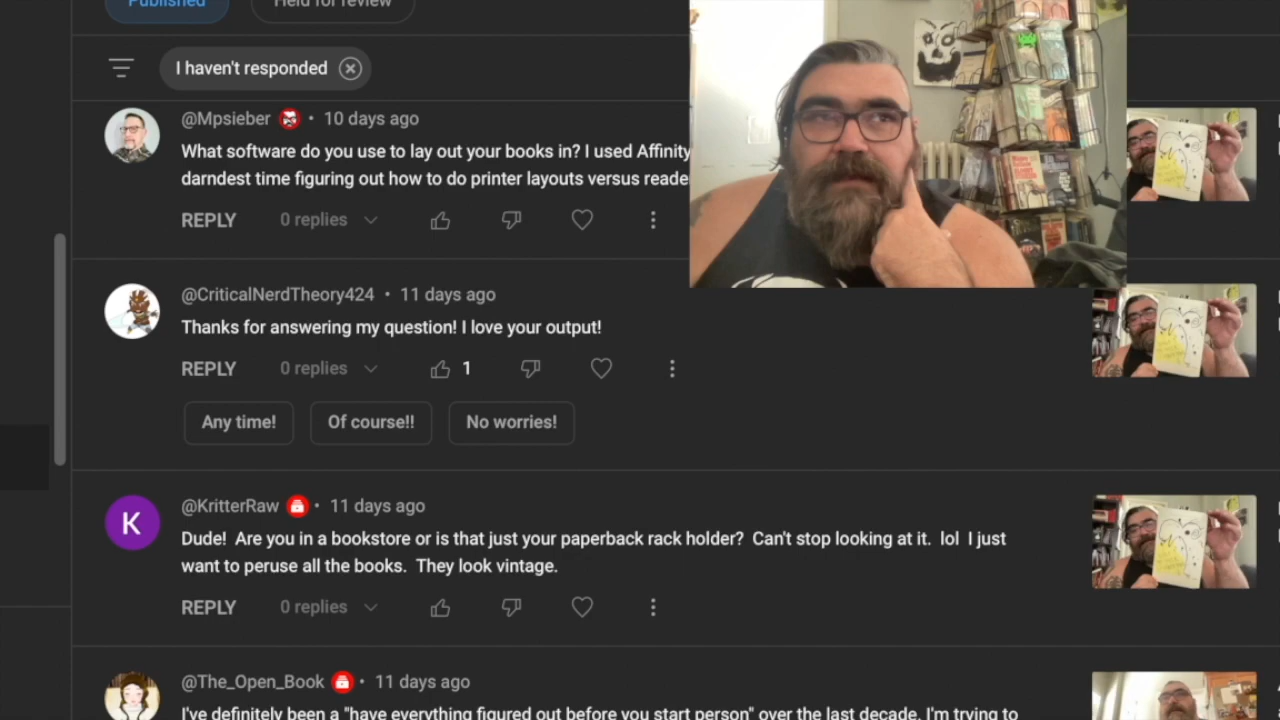 Published
Held for review
I haven't responded
@Mpsieber • 10 days ago
What software do you use to lay out your books in? I used Affinity
darndest time figuring out how to do printer layouts versus reade
REPLY 0 replies
@CriticalNerdTheory424 • 11 days ago
Thanks for answering my question! I love your output!
REPLY 0 replies 1
Any time! Of course!! No worries!
K
@KritterRaw • 11 days ago
Dude! Are you in a bookstore or is that just your paperback rack holder? Can't stop looking at it. lol I just
want to peruse all the books. They look vintage.
REPLY 0 replies
@The_Open_Book • 11 days ago
I've definitely been a "have everything figured out before you start person" over the last decade. I'm trying to